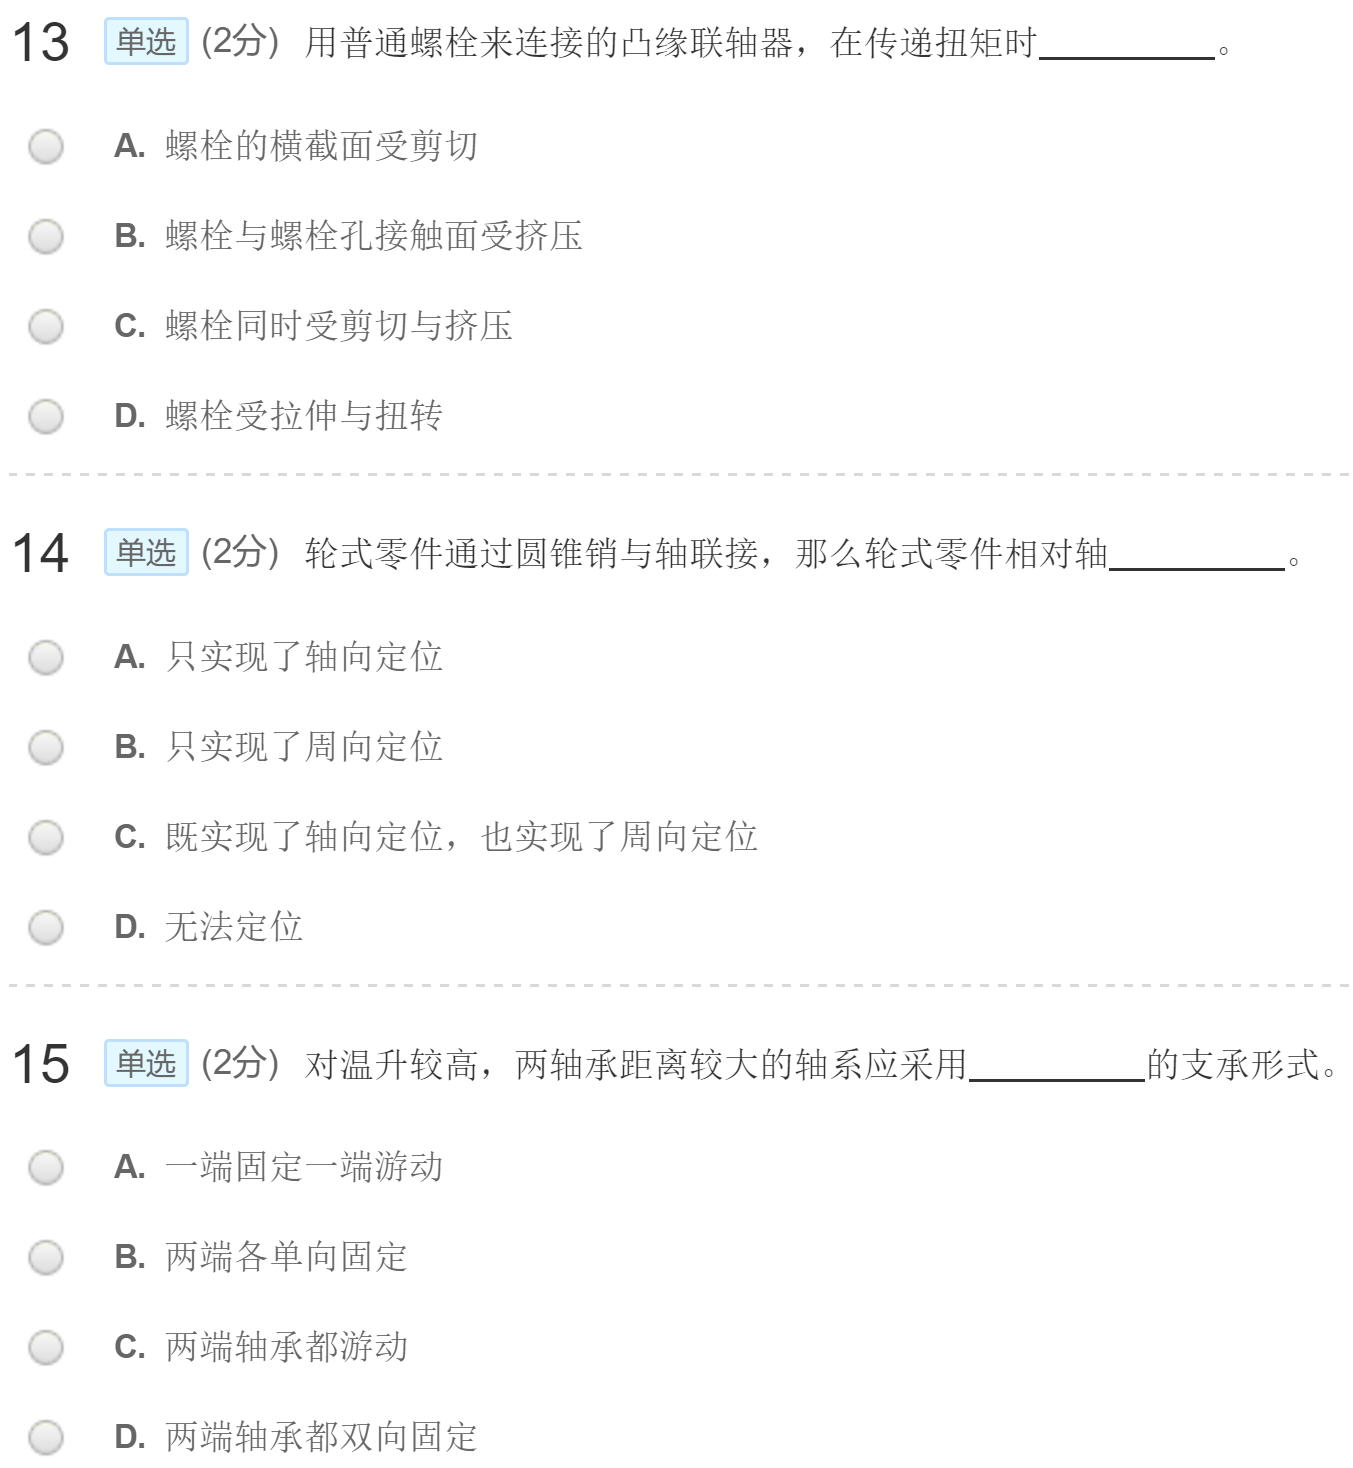 13 单选 (2分) 用普通螺栓来连接的凸缘联轴器，在传递扭矩时__________。
A. 螺栓的横截面受剪切
B. 螺栓与螺栓孔接触面受挤压
C. 螺栓同时受剪切与挤压
D. 螺栓受拉伸与扭转
14 单选 (2分) 轮式零件通过圆锥销与轴联接，那么轮式零件相对轴__________。
A. 只实现了轴向定位
B. 只实现了周向定位
C. 既实现了轴向定位，也实现了周向定位
D. 无法定位
15 单选 (2分) 对温升较高，两轴承距离较大的轴系应采用__________的支承形式。
A. 一端固定一端游动
B. 两端各单向固定
C. 两端轴承都游动
D. 两端轴承都双向固定